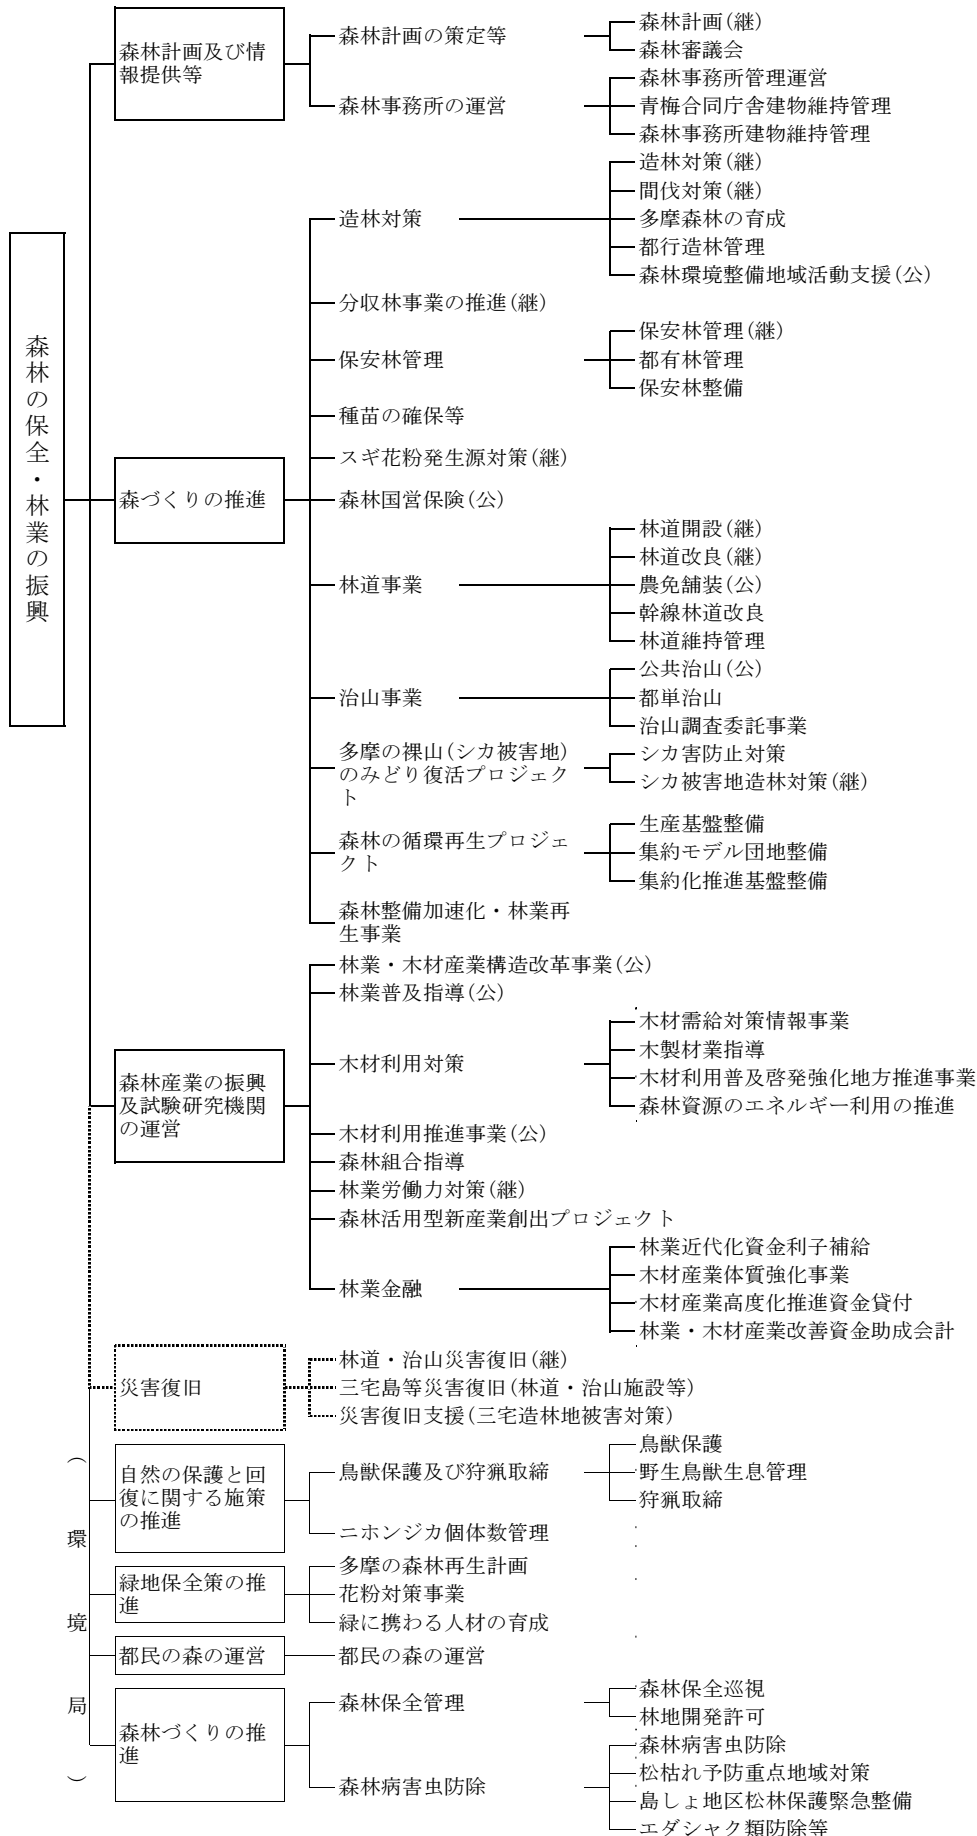 森林の保全・林業の振興
森林計画及び情
報提供等
森林計画の策定等
森林計画(継)
森林審議会
森林事務所の運営
森林事務所管理運営
青梅合同庁舎建物維持管理
森林事務所建物維持管理
森づくりの推進
造林対策
造林対策(継)
間伐対策(継)
多摩森林の育成
都行造林管理
森林環境整備地域活動支援(公)
分収林事業の推進(継)
保安林管理
保安林管理(継)
都有林管理
保安林整備
種苗の確保等
スギ花粉発生源対策(継)
森林国営保険(公)
林道事業
林道開設(継)
林道改良(継)
農免舗装(公)
幹線林道改良
林道維持管理
治山事業
公共治山(公)
都単治山
治山調査委託事業
多摩の裸山(シカ被害地)
のみどり復活プロジェク
ト
シカ害防止対策
シカ被害地造林対策(継)
森林の循環再生プロジェ
クト
生産基盤整備
集約モデル団地整備
集約化推進基盤整備
森林整備加速化・林業再
生事業
森林産業の振興
及試験研究機関
の運営
林業・木材産業構造改革事業(公)
林業普及指導(公)
木材利用対策
木材需給対策情報事業
木製材業指導
木材利用普及啓発強化地方推進事業
森林資源のエネルギー利用の推進
木材利用推進事業(公)
森林組合指導
林業労働力対策(継)
森林活用型新産業創出プロジェクト
林業金融
林業近代化資金利子補給
木材産業体質強化事業
木材産業高度化推進資金貸付
林業・木材産業改善資金助成会計
災害復旧
林道・治山災害復旧(継)
三宅島等災害復旧(林道・治山施設等)
災害復旧支援(三宅造林地被害対策)
（環境局）
自然の保護と回
復に関する施策
の推進
鳥獣保護及び狩猟取締
鳥獣保護
野生鳥獣生息管理
狩猟取締
ニホンジカ個体数管理
緑地保全策の推
進
多摩の森林再生計画
花粉対策事業
緑に携わる人材の育成
都民の森の運営
都民の森の運営
森林づくりの推
進
森林保全管理
森林保全巡視
林地開発許可
森林病害虫防除
森林病害虫防除
松枯れ予防重点地域対策
島しょ地区松林保護緊急整備
エダシャク類防除等